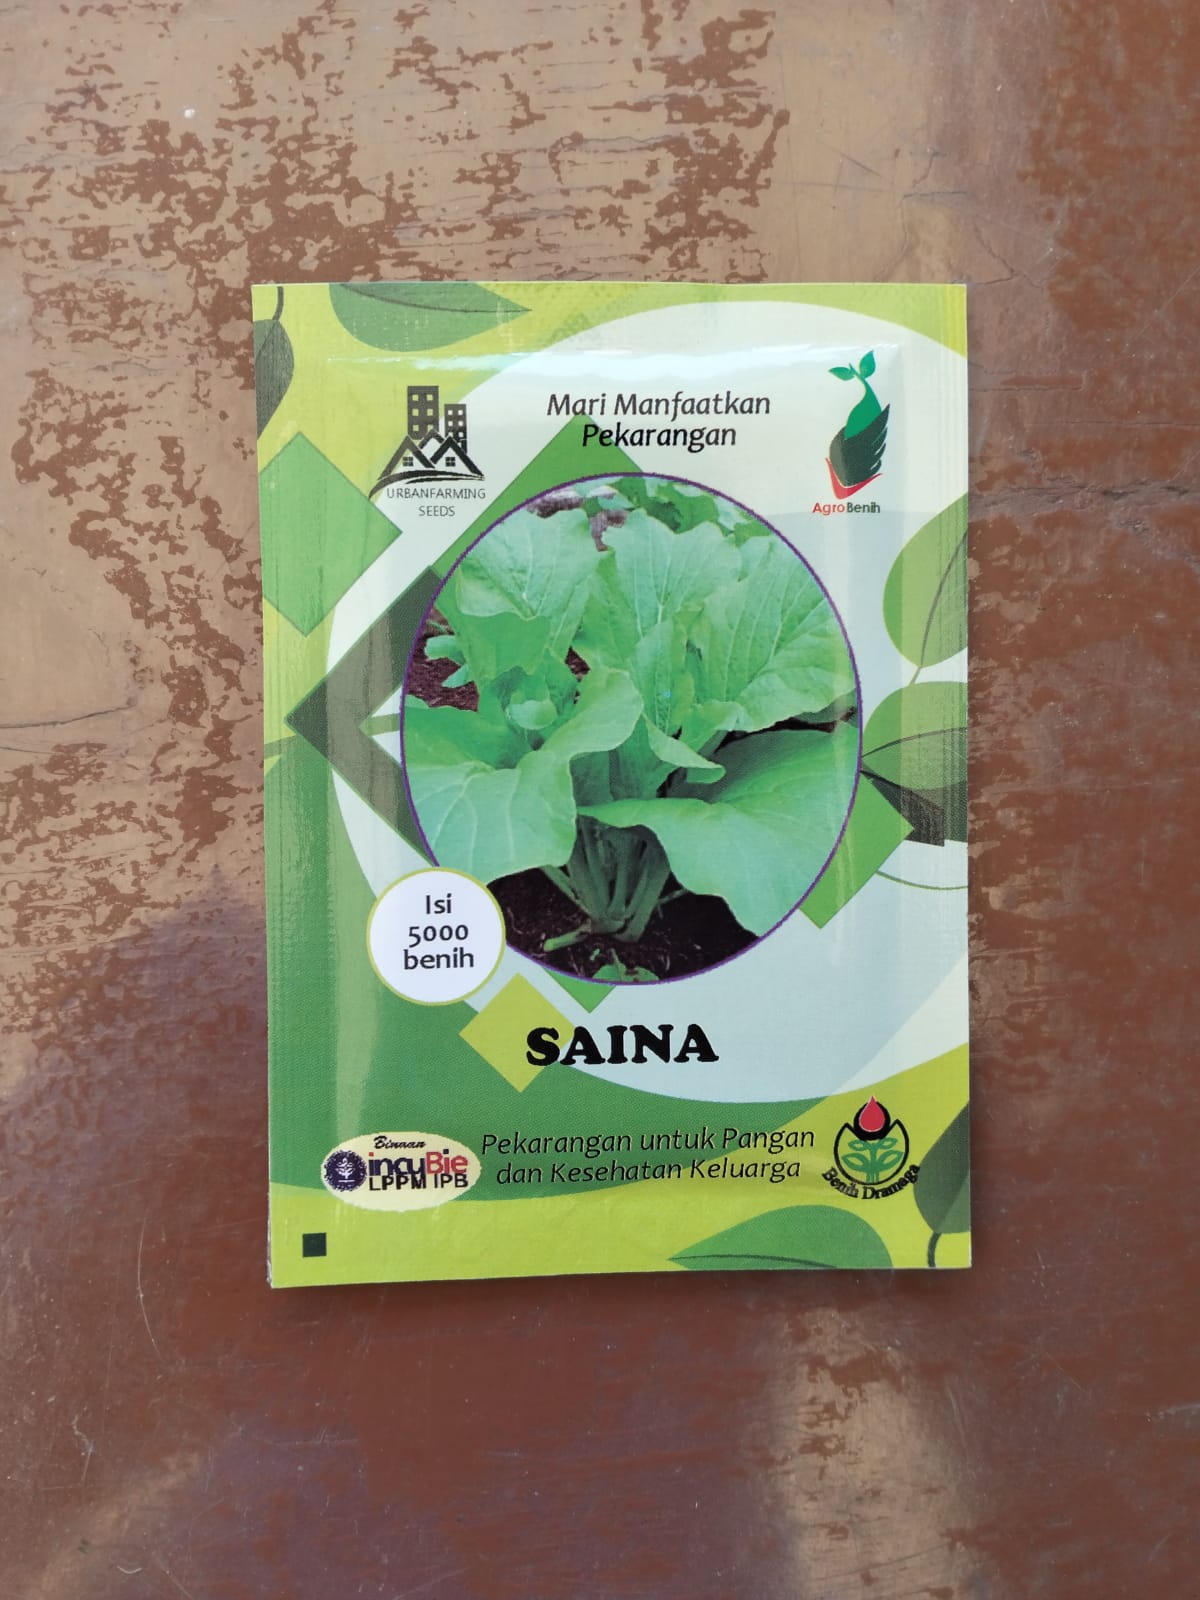 Mari Manfaatkan
Pekarangan
URBANFARMING
SEEDS
AgroBenih
Isi
5000
benih
SAINA
Binaan
incuBie
LPPM IPB
Pekarangan untuk Pangan
dan Kesehatan Keluarga
Benih Dramaga